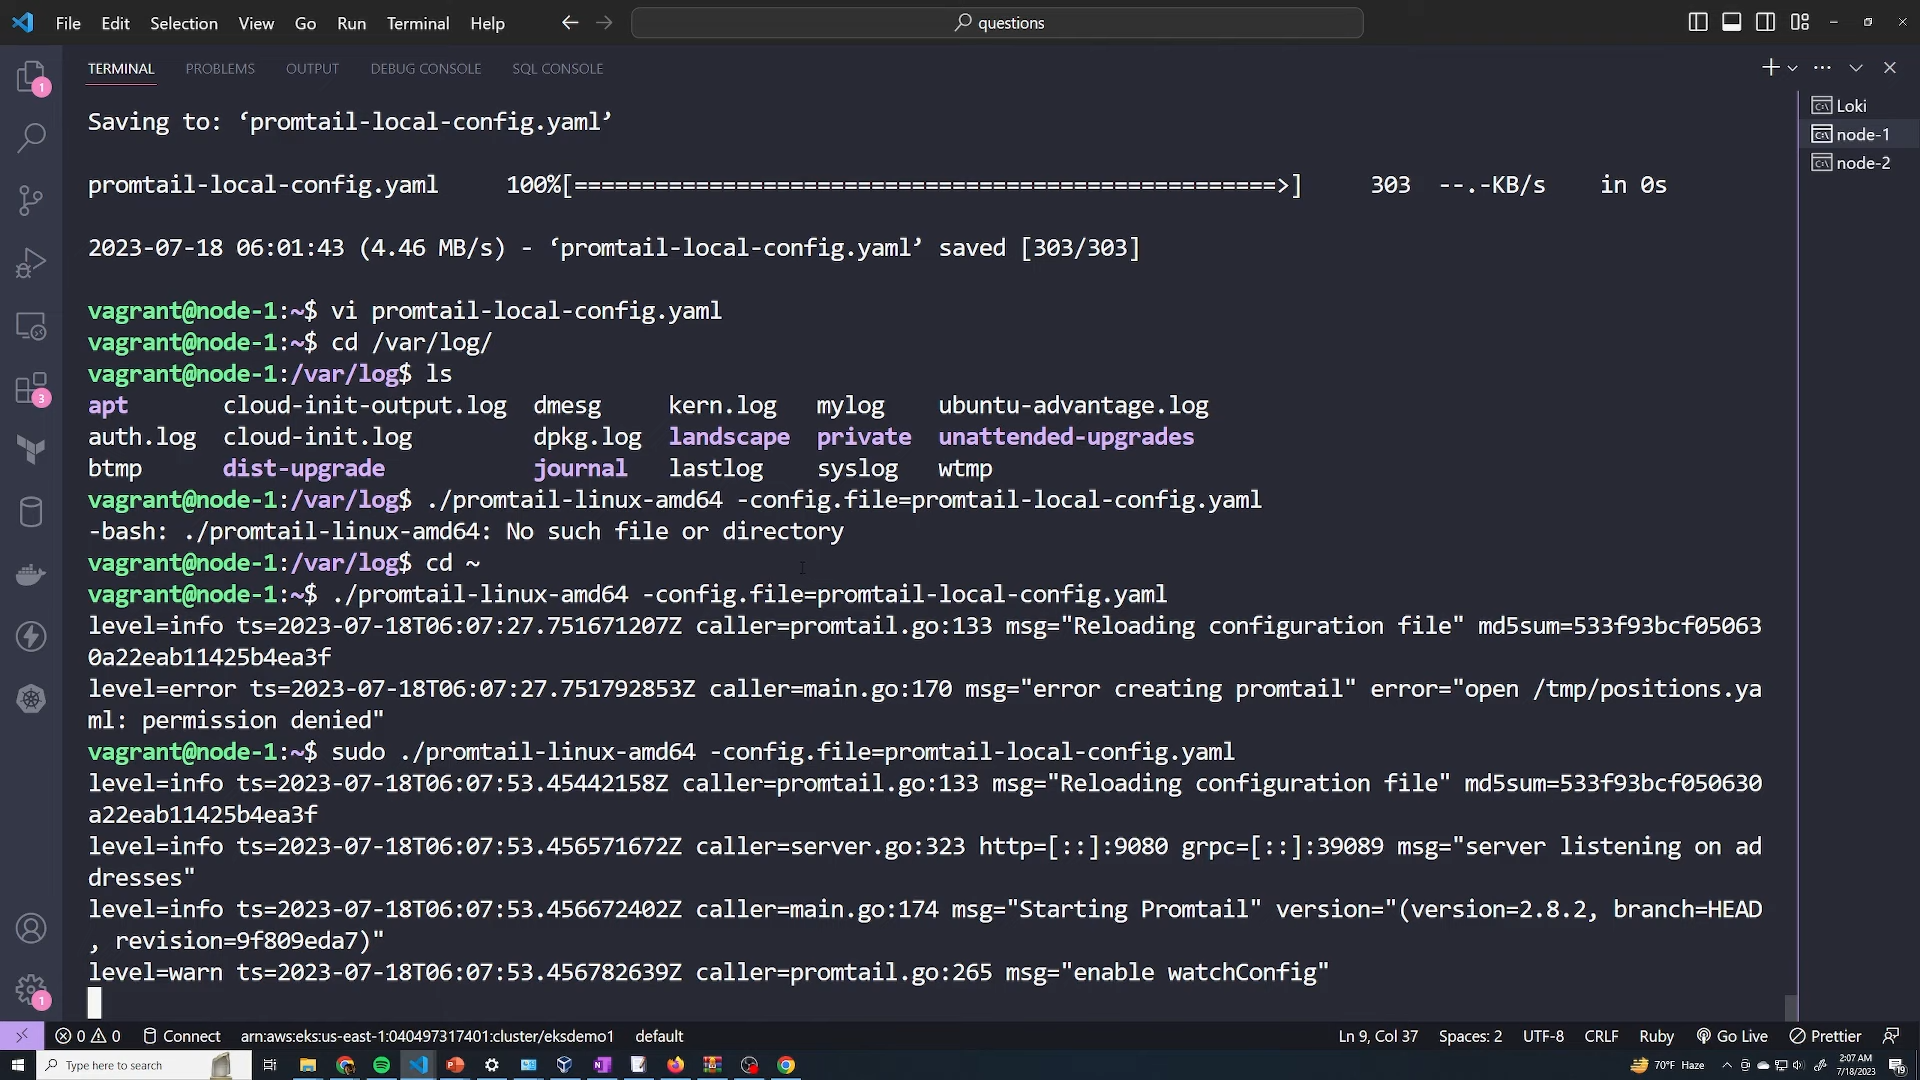 File Edit Selection View Go Run Terminal Help questions
TERMINAL PROBLEMS OUTPUT DEBUG CONSOLE SQL CONSOLE
Loki
node-1
node-2
Saving to: ‘promtail-local-config.yaml’
promtail-local-config.yaml 100%[====================================================>] 303 --.-KB/s in 0s
2023-07-18 06:01:43 (4.46 MB/s) - ‘promtail-local-config.yaml’ saved [303/303]
vagrant@node-1:~$ vi promtail-local-config.yaml
vagrant@node-1:~$ cd /var/log/
vagrant@node-1:/var/log$ ls
apt cloud-init-output.log dmesg kern.log mylog ubuntu-advantage.log
auth.log cloud-init.log dpkg.log landscape private unattended-upgrades
btmp dist-upgrade journal lastlog syslog wtmp
vagrant@node-1:/var/log$ ./promtail-linux-amd64 -config.file=promtail-local-config.yaml
-bash: ./promtail-linux-amd64: No such file or directory
vagrant@node-1:/var/log$ cd ~
vagrant@node-1:~$ ./promtail-linux-amd64 -config.file=promtail-local-config.yaml
level=info ts=2023-07-18T06:07:27.751671207Z caller=promtail.go:133 msg="Reloading configuration file" md5sum=533f93bcf05063
0a22eab11425b4ea3f
level=error ts=2023-07-18T06:07:27.751792853Z caller=main.go:170 msg="error creating promtail" error="open /tmp/positions.ya
ml: permission denied"
vagrant@node-1:~$ sudo ./promtail-linux-amd64 -config.file=promtail-local-config.yaml
level=info ts=2023-07-18T06:07:53.45442158Z caller=promtail.go:133 msg="Reloading configuration file" md5sum=533f93bcf050630
a22eab11425b4ea3f
level=info ts=2023-07-18T06:07:53.456571672Z caller=server.go:323 http=[::]:9080 grpc=[::]:39089 msg="server listening on ad
dresses"
level=info ts=2023-07-18T06:07:53.456672402Z caller=main.go:174 msg="Starting Promtail" version="(version=2.8.2, branch=HEAD
, revision=9f809eda7)"
level=warn ts=2023-07-18T06:07:53.456782639Z caller=promtail.go:265 msg="enable watchConfig"
1
3
1
0 0 Connect arn:aws:eks:us-east-1:040497317401:cluster/eksdemo1 default Ln 9, Col 37 Spaces: 2 UTF-8 CRLF Ruby Go Live Prettier
Type here to search 70°F Haze 2:07 AM
7/18/2023
19